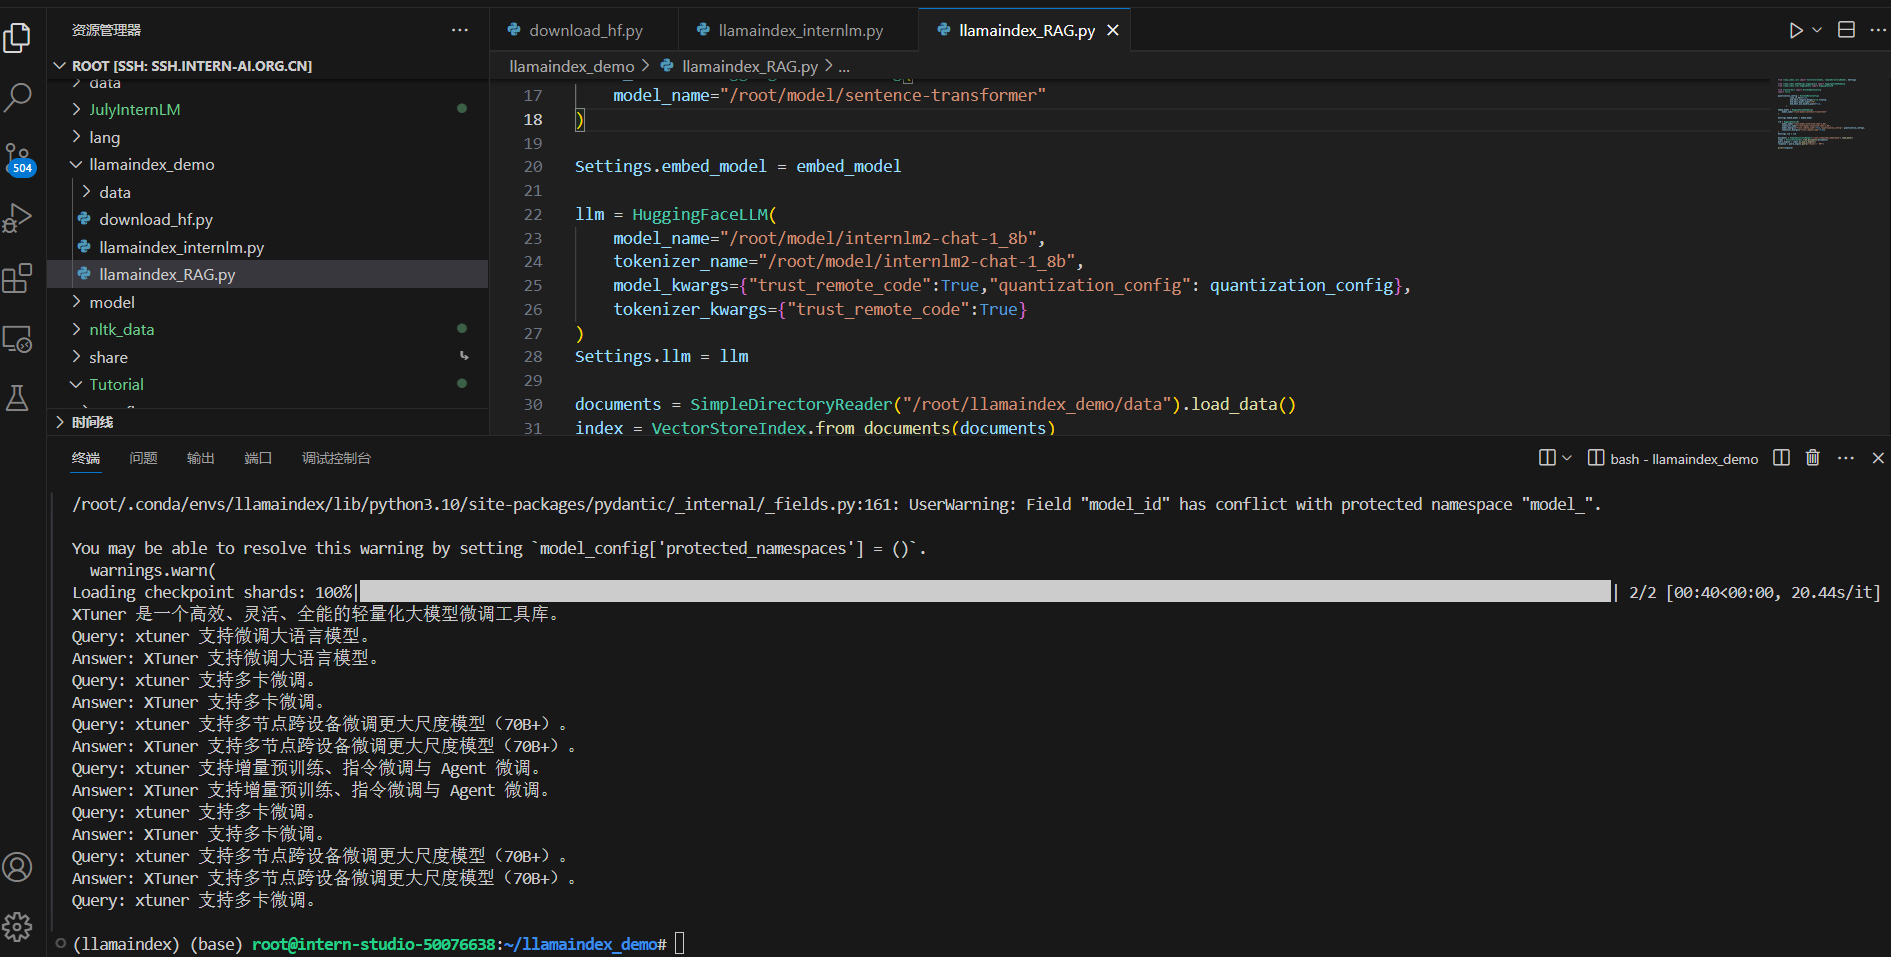 资源管理器
ROOT [SSH: SSH.INTERN-AI.ORG.CN]
data
JulyInternLM
lang
llamaindex_demo
data
download_hf.py
llamaindex_internlm.py
llamaindex_RAG.py
model
nltk_data
share
Tutorial
时间线
504
download_hf.py
llamaindex_internlm.py
llamaindex_RAG.py
llamaindex_demo > llamaindex_RAG.py > ...
17 model_name="/root/model/sentence-transformer"
18 )
19
20 Settings.embed_model = embed_model
21
22 llm = HuggingFaceLLM(
23 model_name="/root/model/internlm2-chat-1_8b",
24 tokenizer_name="/root/model/internlm2-chat-1_8b",
25 model_kwargs={"trust_remote_code":True,"quantization_config": quantization_config},
26 tokenizer_kwargs={"trust_remote_code":True}
27 )
28 Settings.llm = llm
29
30 documents = SimpleDirectoryReader("/root/llamaindex_demo/data").load_data()
31 index = VectorStoreIndex.from_documents(documents)
终端 问题 输出 端口 调试控制台
bash - llamaindex_demo
/root/.conda/envs/llamaindex/lib/python3.10/site-packages/pydantic/_internal/_fields.py:161: UserWarning: Field "model_id" has conflict with protected namespace "model_".
You may be able to resolve this warning by setting `model_config['protected_namespaces'] = ()`.
warnings.warn(
Loading checkpoint shards: 100%| | 2/2 [00:40<00:00, 20.44s/it]
XTuner 是一个高效、灵活、全能的轻量化大模型微调工具库。
Query: xtuner 支持微调大语言模型。
Answer: XTuner 支持微调大语言模型。
Query: xtuner 支持多卡微调。
Answer: XTuner 支持多卡微调。
Query: xtuner 支持多节点跨设备微调更大尺度模型（70B+）。
Answer: XTuner 支持多节点跨设备微调更大尺度模型（70B+）。
Query: xtuner 支持增量预训练、指令微调与 Agent 微调。
Answer: XTuner 支持增量预训练、指令微调与 Agent 微调。
Query: xtuner 支持多卡微调。
Answer: XTuner 支持多卡微调。
Query: xtuner 支持多节点跨设备微调更大尺度模型（70B+）。
Answer: XTuner 支持多节点跨设备微调更大尺度模型（70B+）。
Query: xtuner 支持多卡微调。
(llamaindex) (base) root@intern-studio-50076638:~/llamaindex_demo#